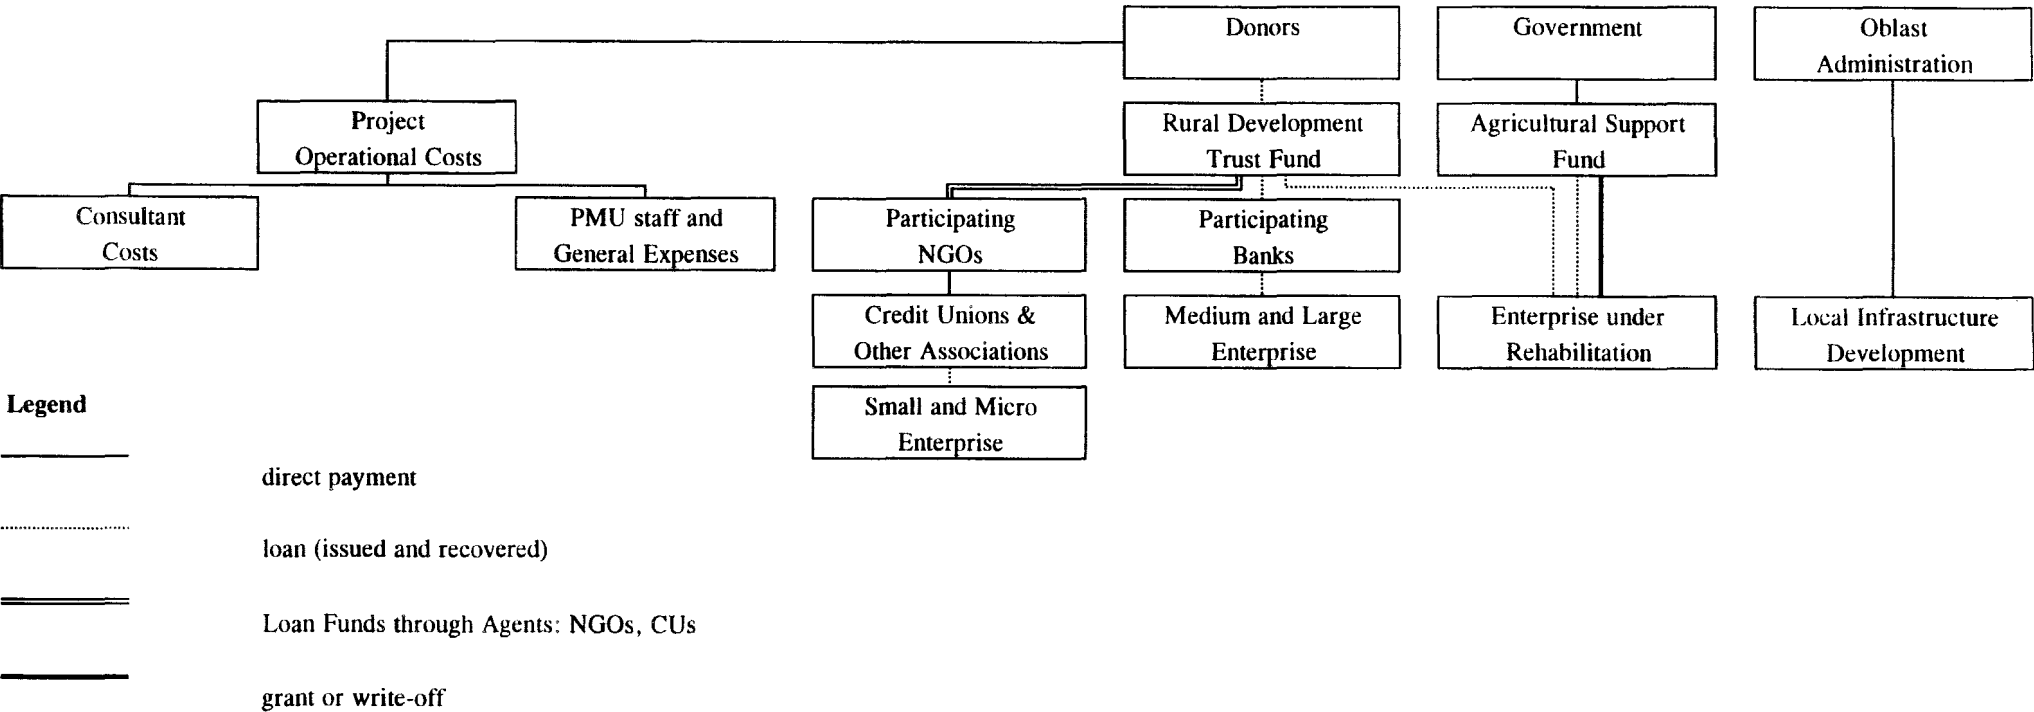 Donors
Government
Oblast
Administration
Project
Operational Costs
Rural Development
Trust Fund
Agricultural Support
Fund
Consultant
Costs
PMU staff and
General Expenses
Participating
NGOs
Participating
Banks
Credit Unions &
Other Associations
Medium and Large
Enterprise
Enterprise under
Rehabilitation
Local Infrastructure
Development
Small and Micro
Enterprise
Legend
direct payment
loan (issued and recovered)
Loan Funds through Agents: NGOs, CUs
grant or write-off